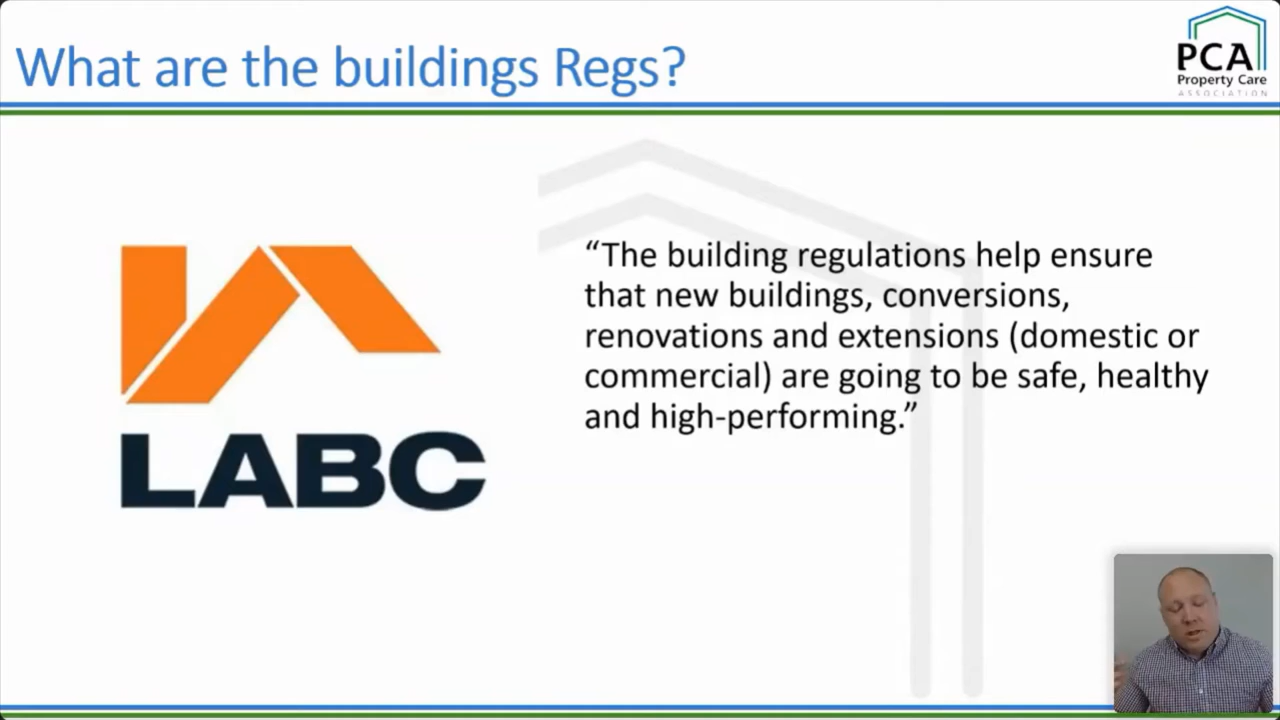 What are the buildings Regs?
PCA
Property Care
ASSOCIATION
“The building regulations help ensure
that new buildings, conversions,
renovations and extensions (domestic or
commercial) are going to be safe, healthy
and high-performing.”
LABC